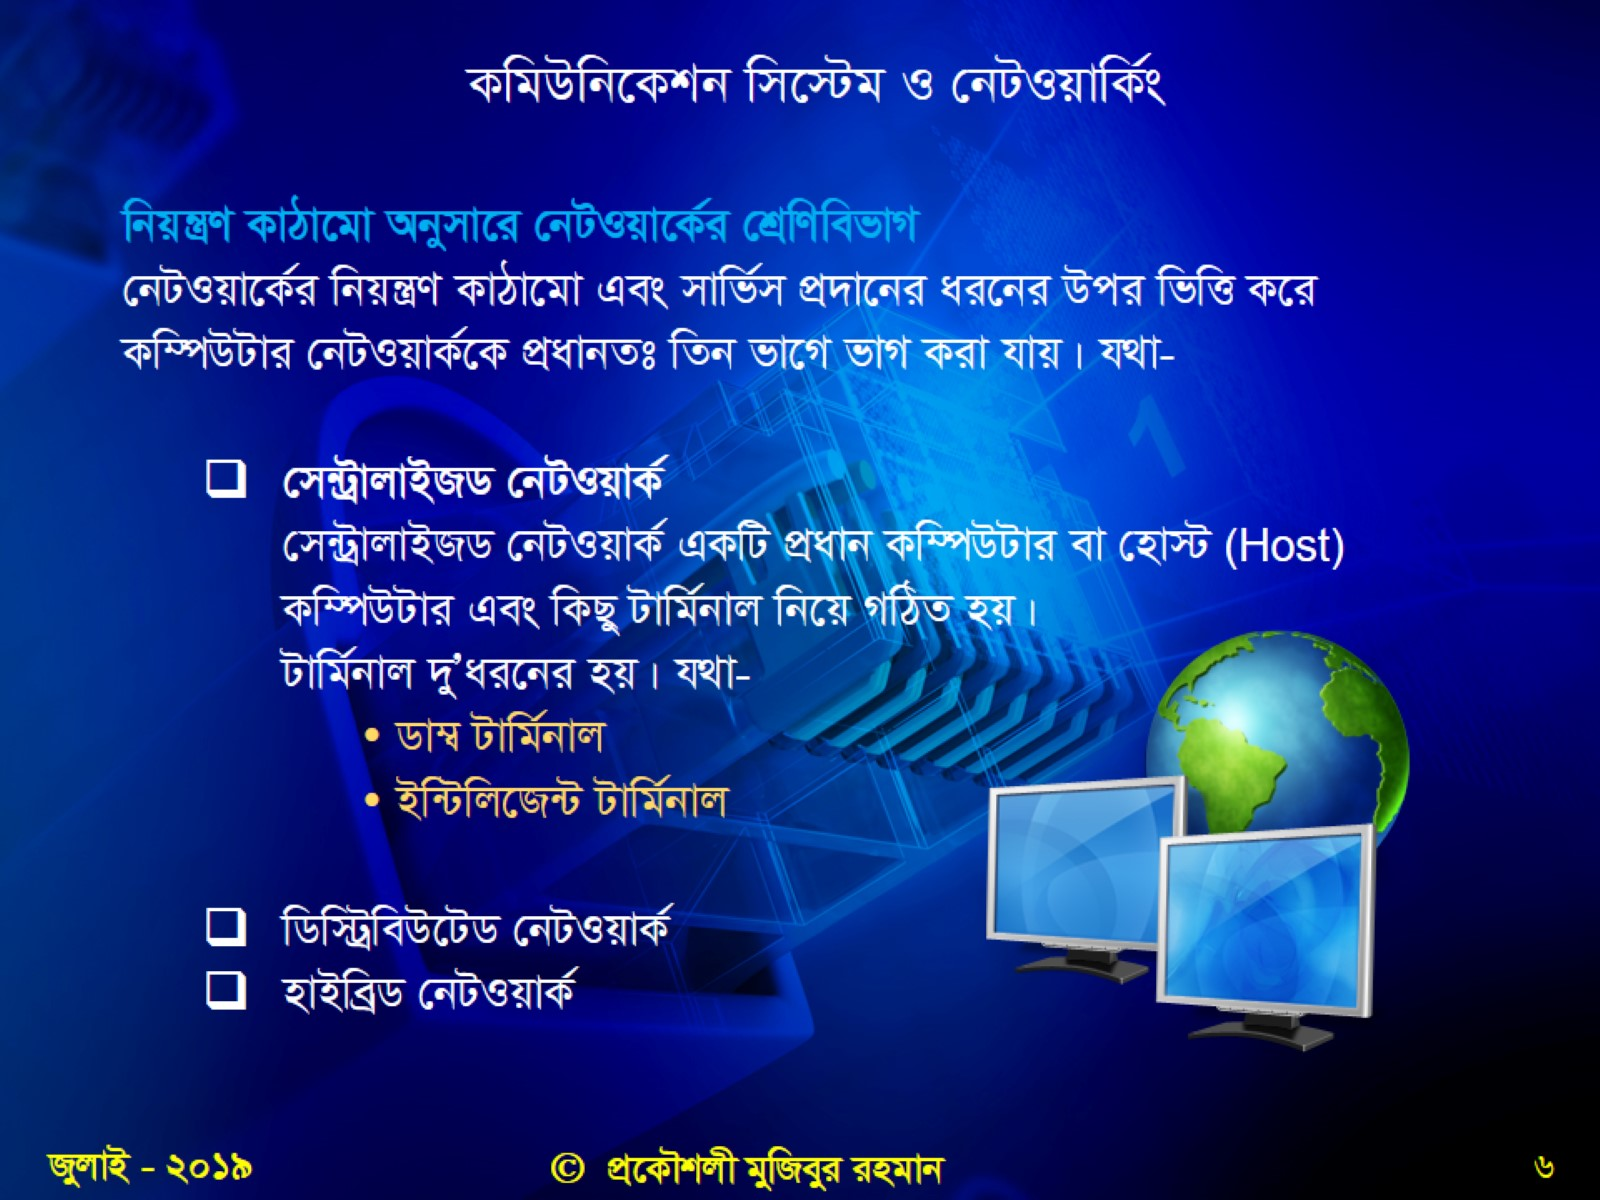 কমিউনিকেশন সিস্টেম ও নেটওয়ার্কিং
নিয়ন্ত্রণ কাঠামো অনুসারে নেটওয়ার্কের শ্রেণিবিভাগ
নেটওয়ার্কের নিয়ন্ত্রণ কাঠামো এবং সার্ভিস প্রদানের ধরনের উপর ভিত্তি করে
কম্পিউটার নেটওয়ার্ককে প্রধানতঃ তিন ভাগে ভাগ করা যায়। যথা-
❑ সেন্ট্রালাইজড নেটওয়ার্ক
সেন্ট্রালাইজড নেটওয়ার্ক একটি প্রধান কম্পিউটার বা হোস্ট (Host)
কম্পিউটার এবং কিছু টার্মিনাল নিয়ে গঠিত হয়।
টার্মিনাল দু’ধরনের হয়। যথা-
• ডাম্ব টার্মিনাল
• ইন্টিলিজেন্ট টার্মিনাল
❑ ডিস্ট্রিবিউটেড নেটওয়ার্ক
❑ হাইব্রিড নেটওয়ার্ক
1
জুলাই - ২০১৯
© প্রকৌশলী মুজিবুর রহমান
৬